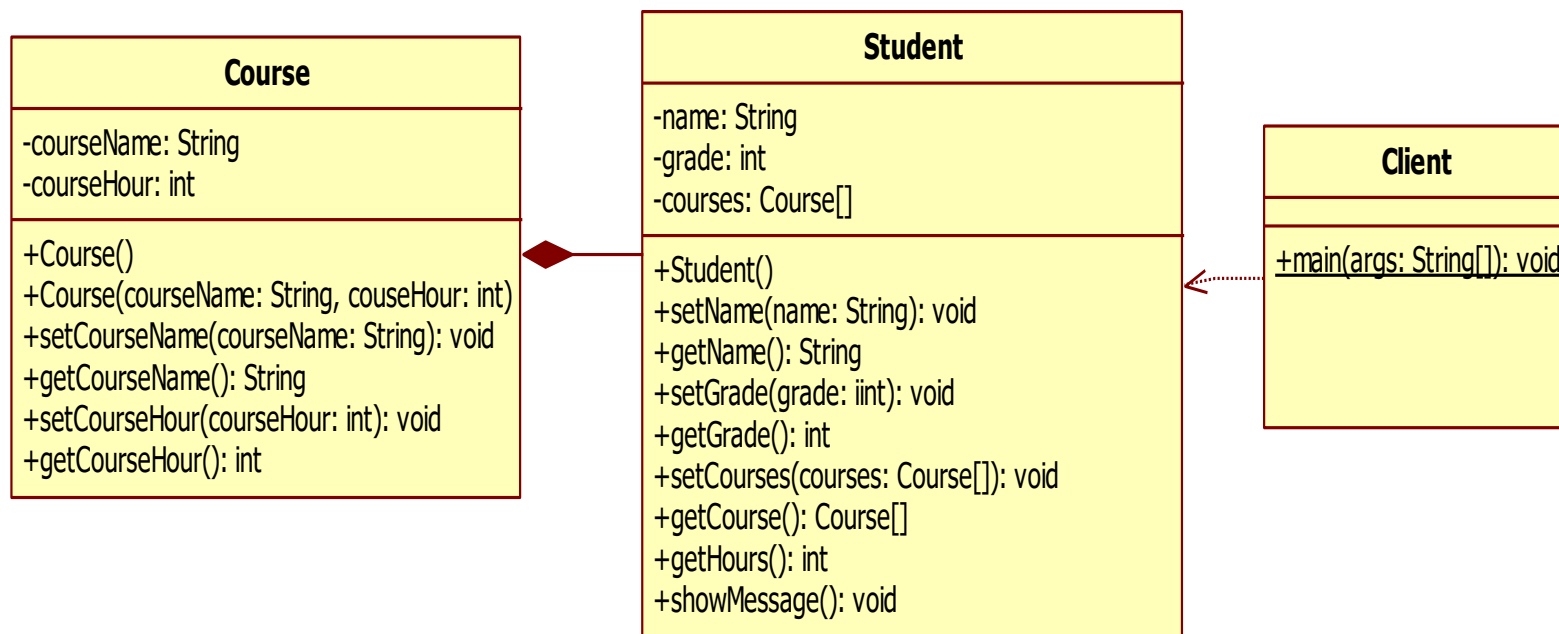 Course
-courseName: String
-courseHour: int
+Course()
+Course(courseName: String, couseHour: int)
+setCourseName(courseName: String): void
+getCourseName(): String
+setCourseHour(courseHour: int): void
+getCourseHour(): int
Student
-name: String
-grade: int
-courses: Course[]
+Student()
+setName(name: String): void
+getName(): String
+setGrade(grade: iint): void
+getGrade(): int
+setCourses(courses: Course[]): void
+getCourse(): Course[]
+getHours(): int
+showMessage(): void
Client
+main(args: String[]): void